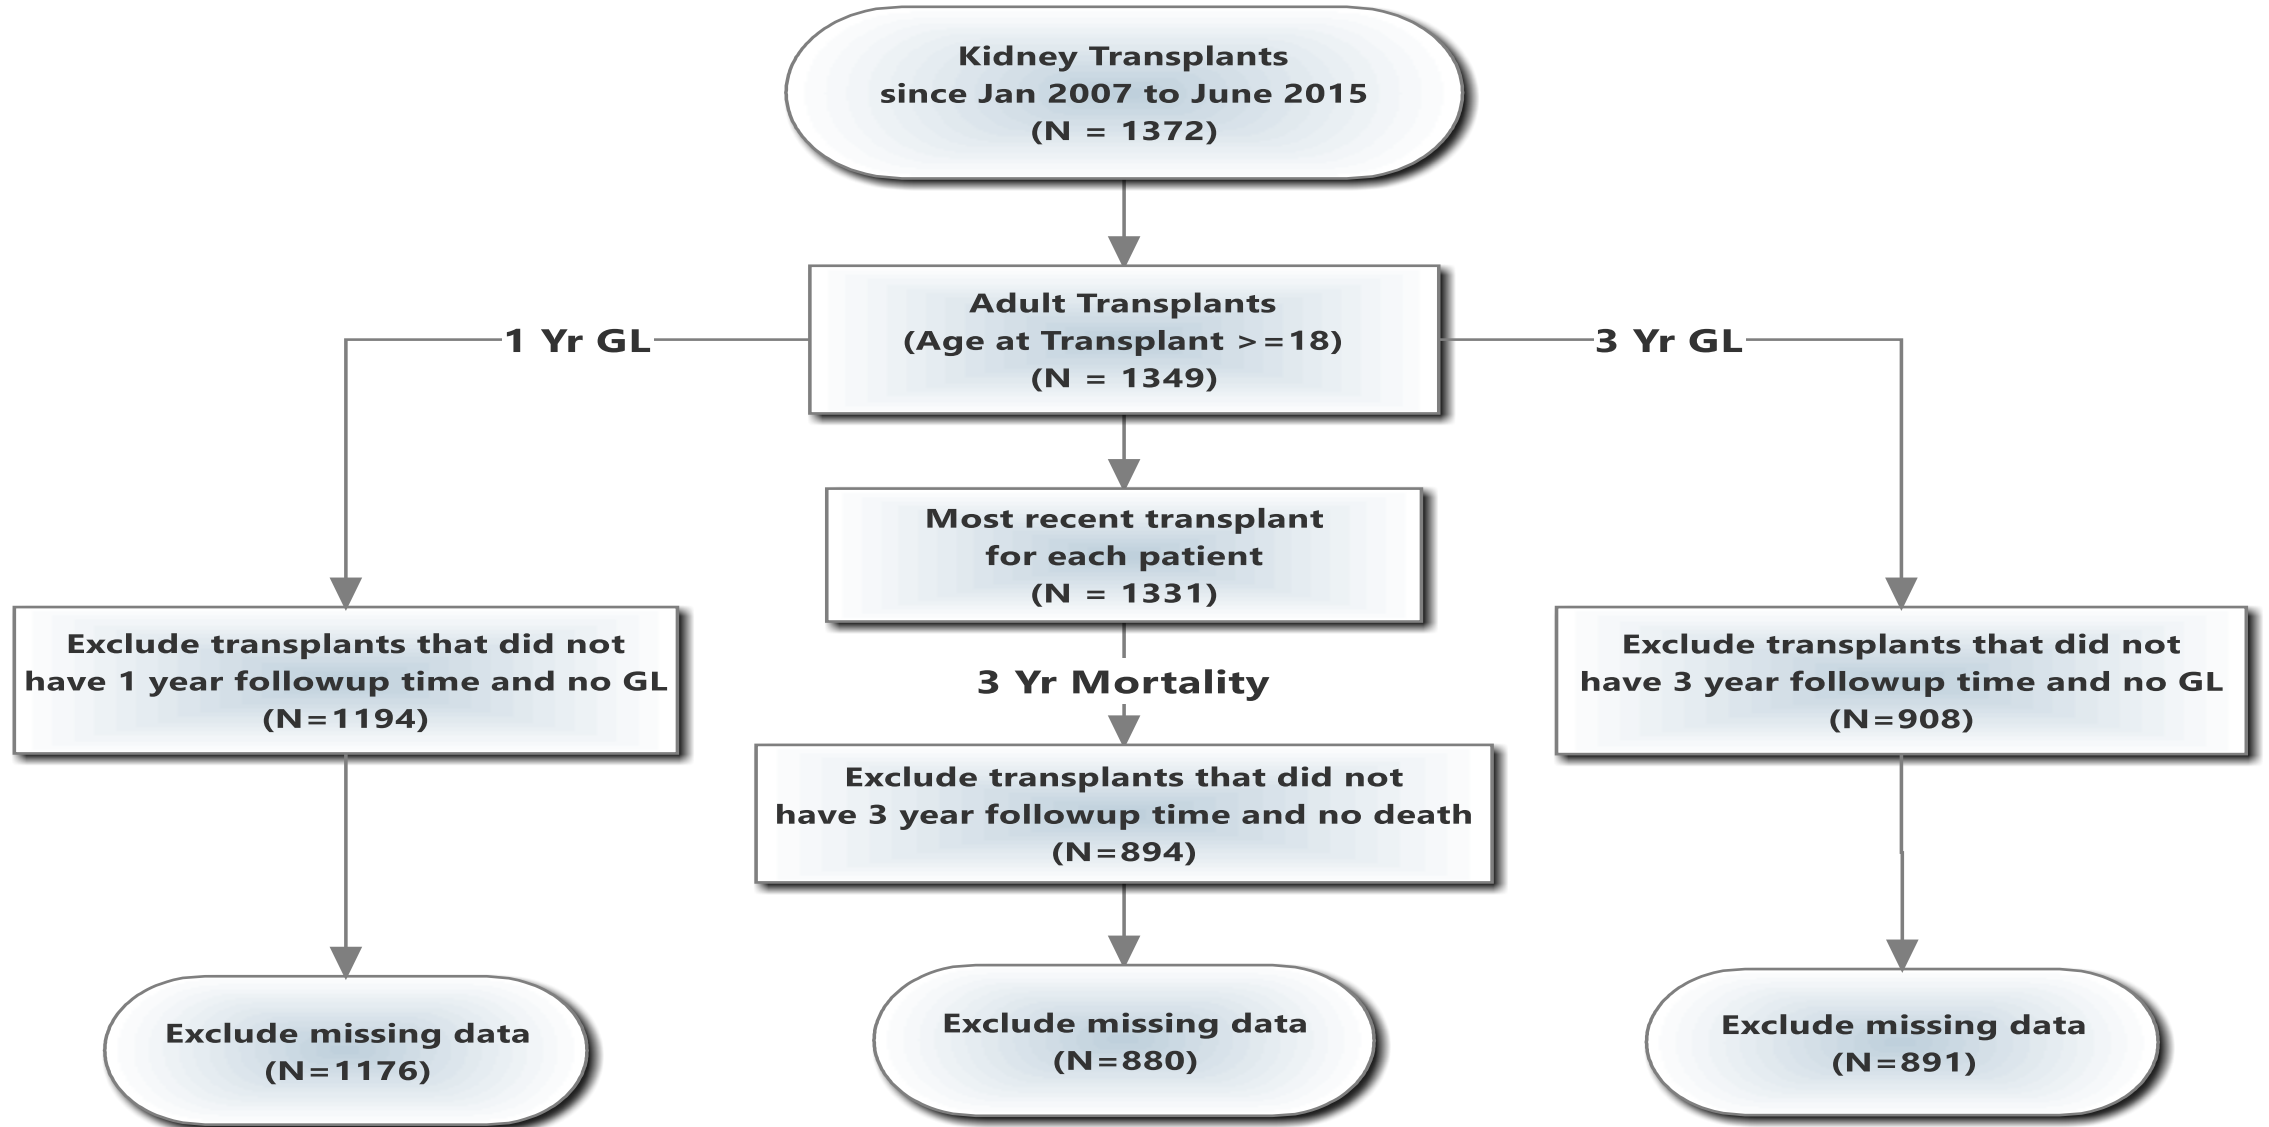 Kidney Transplants
since Jan 2007 to June 2015
(N = 1372)
Adult Transplants
(Age at Transplant >=18)
(N = 1349)
1 Yr GL
3 Yr GL
Most recent transplant
for each patient
(N = 1331)
Exclude transplants that did not
have 1 year followup time and no GL
(N=1194)
3 Yr Mortality
Exclude transplants that did not
have 3 year followup time and no GL
(N=908)
Exclude transplants that did not
have 3 year followup time and no death
(N=894)
Exclude missing data
(N=1176)
Exclude missing data
(N=880)
Exclude missing data
(N=891)